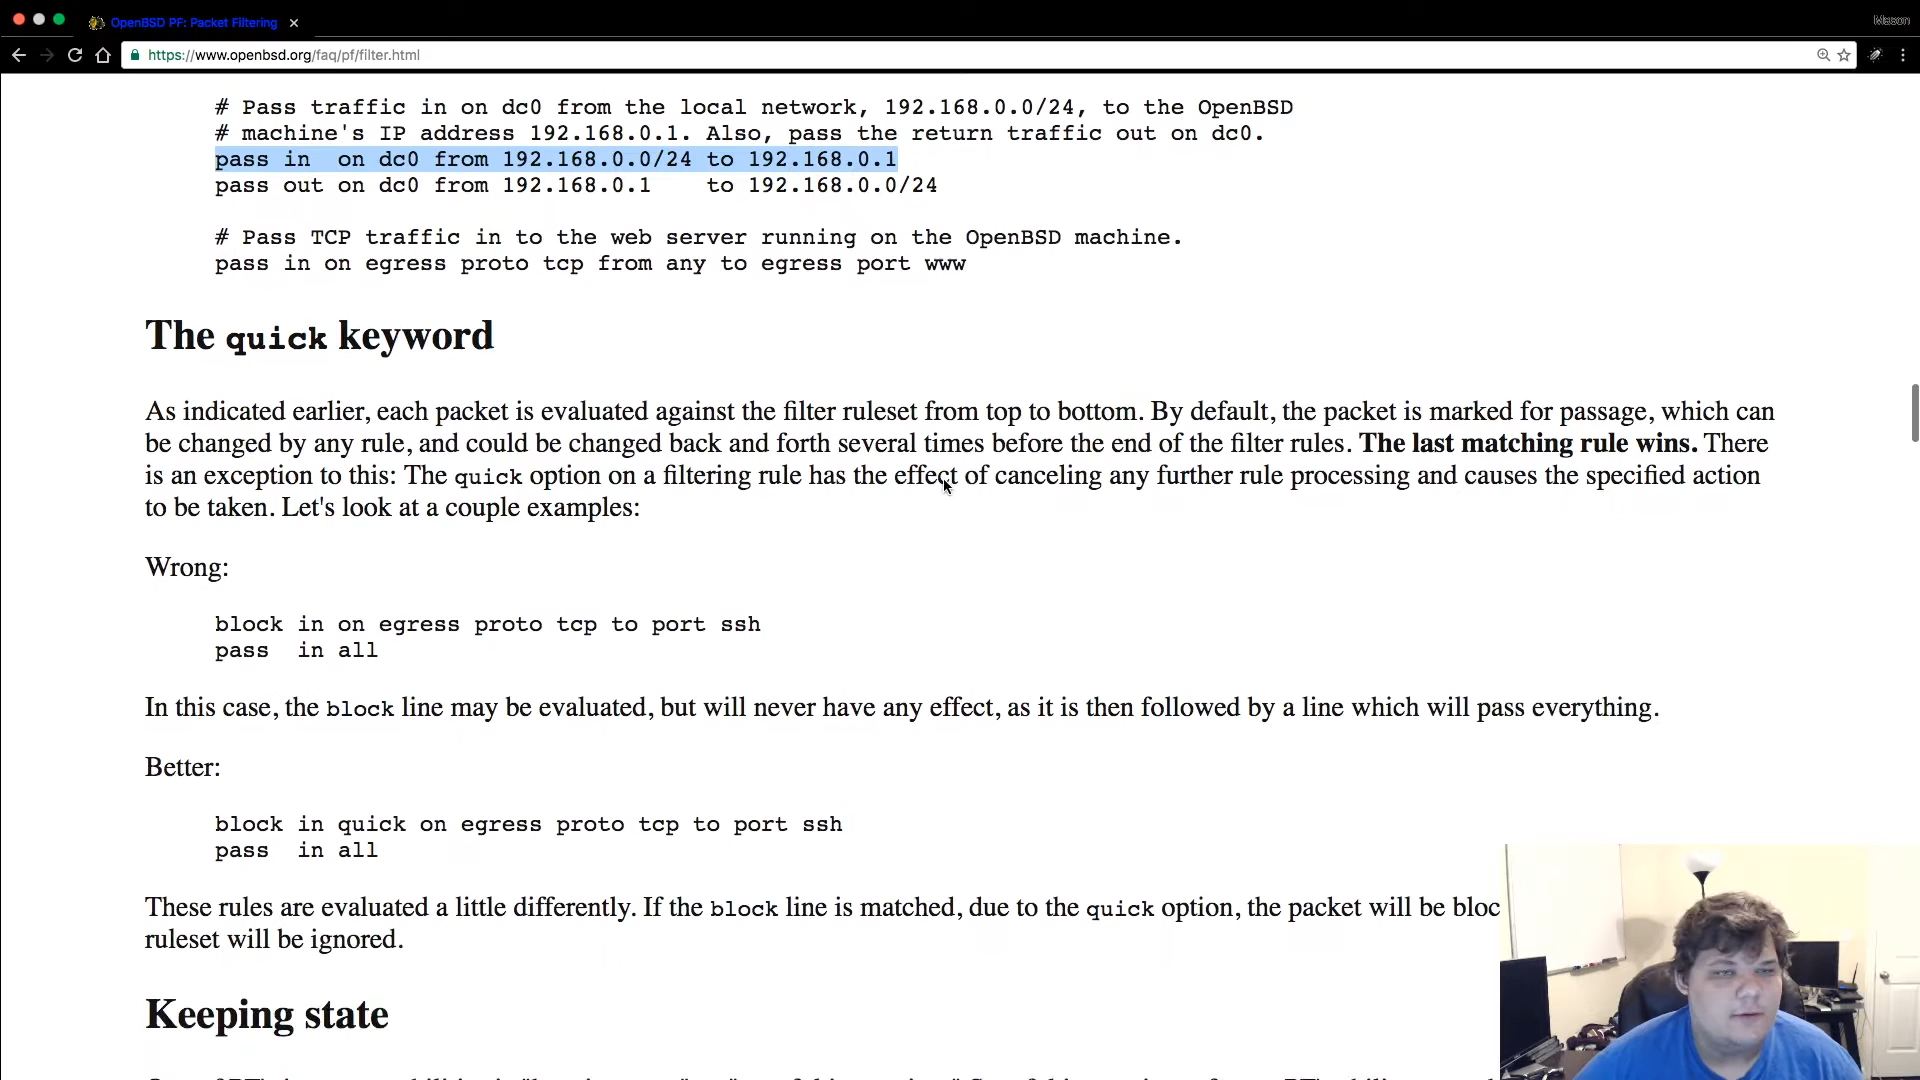 OpenBSD PF: Packet Filtering
Mason
https://www.openbsd.org/faq/pf/filter.html
# Pass traffic in on dc0 from the local network, 192.168.0.0/24, to the OpenBSD
# machine's IP address 192.168.0.1. Also, pass the return traffic out on dc0.
pass in  on dc0 from 192.168.0.0/24 to 192.168.0.1
pass out on dc0 from 192.168.0.1    to 192.168.0.0/24
# Pass TCP traffic in to the web server running on the OpenBSD machine.
pass in on egress proto tcp from any to egress port www
The quick keyword
As indicated earlier, each packet is evaluated against the filter ruleset from top to bottom. By default, the packet is marked for passage, which can
be changed by any rule, and could be changed back and forth several times before the end of the filter rules. The last matching rule wins. There
is an exception to this: The quick option on a filtering rule has the effect of canceling any further rule processing and causes the specified action
to be taken. Let's look at a couple examples:
Wrong:
block in on egress proto tcp to port ssh
pass  in all
In this case, the block line may be evaluated, but will never have any effect, as it is then followed by a line which will pass everything.
Better:
block in quick on egress proto tcp to port ssh
pass  in all
These rules are evaluated a little differently. If the block line is matched, due to the quick option, the packet will be bloc
ruleset will be ignored.
Keeping state